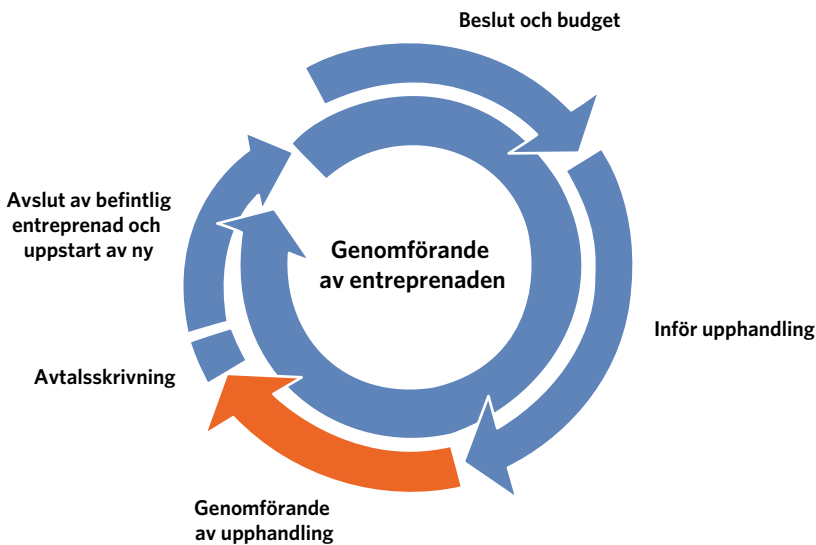 Beslut och budget
Avslut av befintlig
entreprenad och
uppstart av ny
Genomförande
av entreprenaden
Inför upphandling
Avtalsskrivning
Genomförande
av upphandling